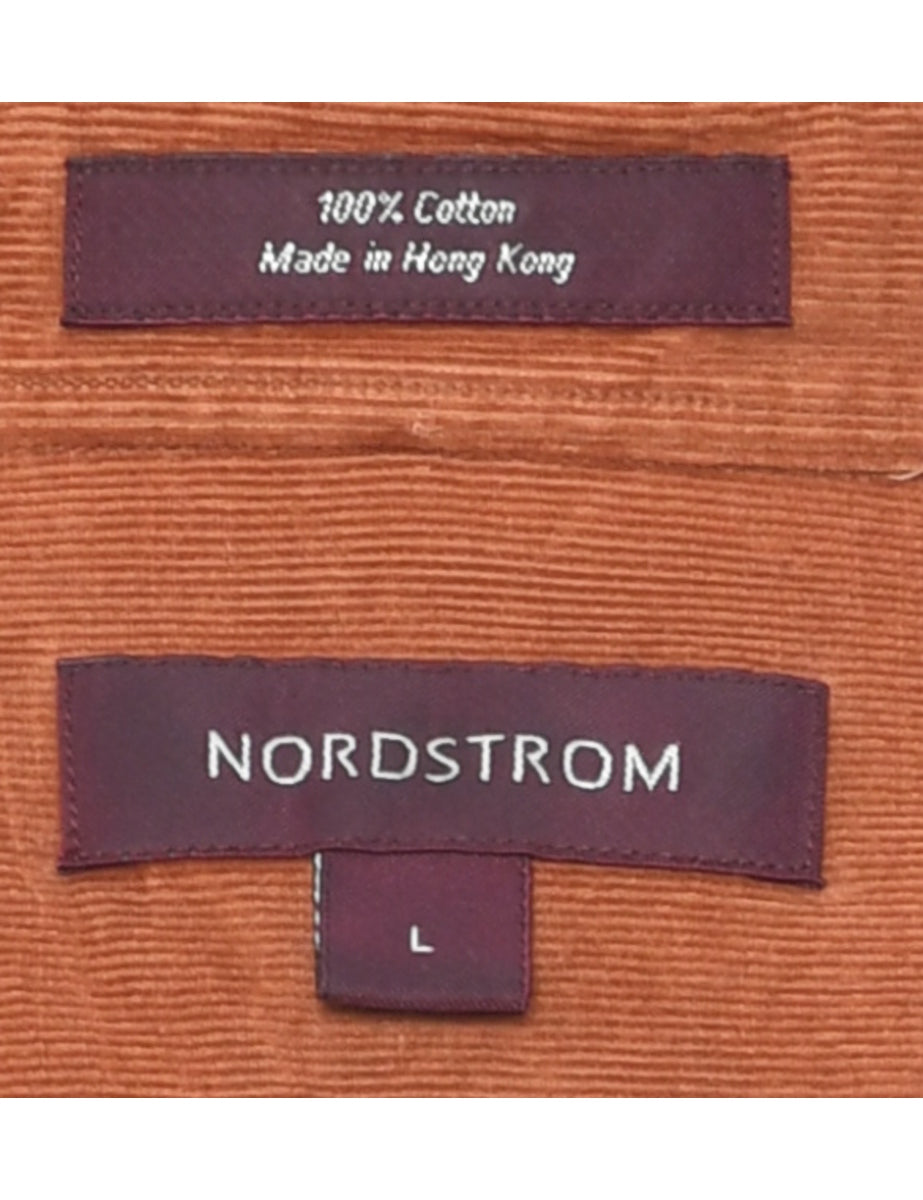 100% Cotton
Made in Hong Kong
NORDSTROM
L